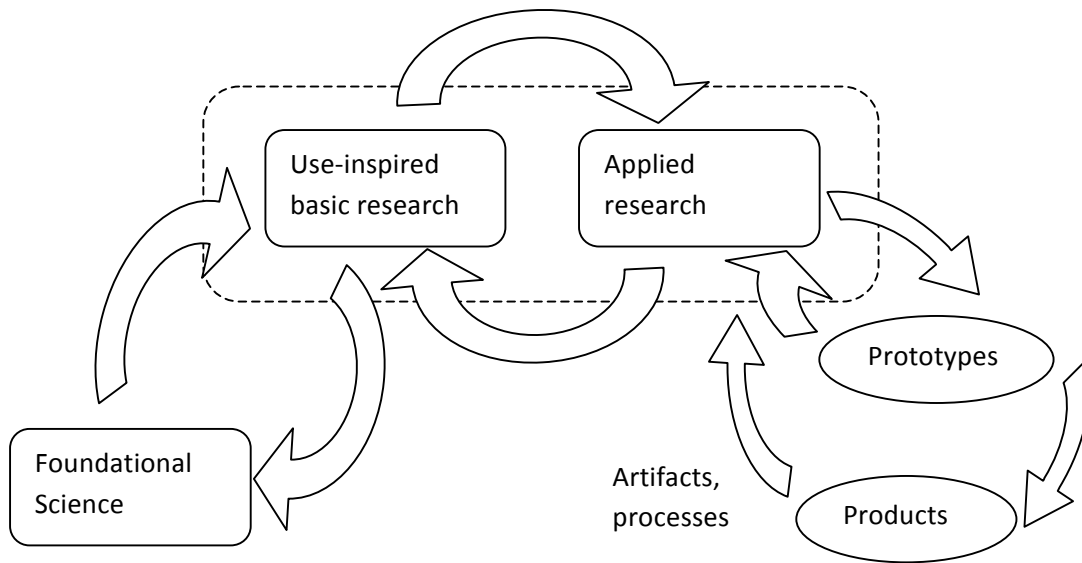 Use-inspired
basic research
Applied
research
Prototypes
Foundational
Science
Artifacts,
processes
Products